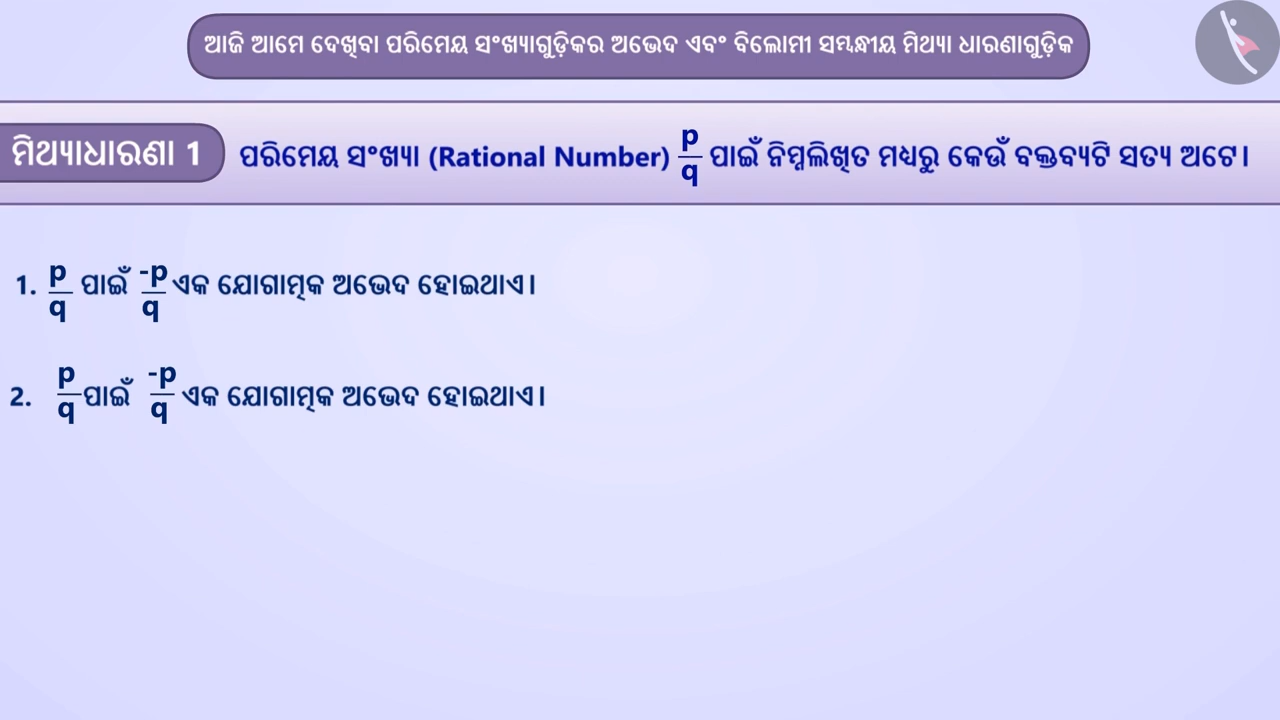 ଆଜି ଆମେ ଦେଖିବା ପରିମେୟ ସଂଖ୍ୟାଗୁଡ଼ିକର ଅଭେଦ ଏବଂ ବିଲୋମୀ ସମ୍ବନ୍ଧୀୟ ମିଥ୍ୟା ଧାରଣାଗୁଡ଼ିକ
ମିଥ୍ୟାଧାରଣା 1 ପରିମେୟ ସଂଖ୍ୟା (Rational Number) p/q ପାଇଁ ନିମ୍ନଲିଖିତ ମଧ୍ୟରୁ କେଉଁ ବକ୍ତବ୍ୟଟି ସତ୍ୟ ଅଟେ।
1. p/q ପାଇଁ -p/q ଏକ ଯୋଗାତ୍ମକ ଅଭେଦ ହୋଇଥାଏ।
2. p/q ପାଇଁ -p/q ଏକ ଯୋଗାତ୍ମକ ଅଭେଦ ହୋଇଥାଏ।